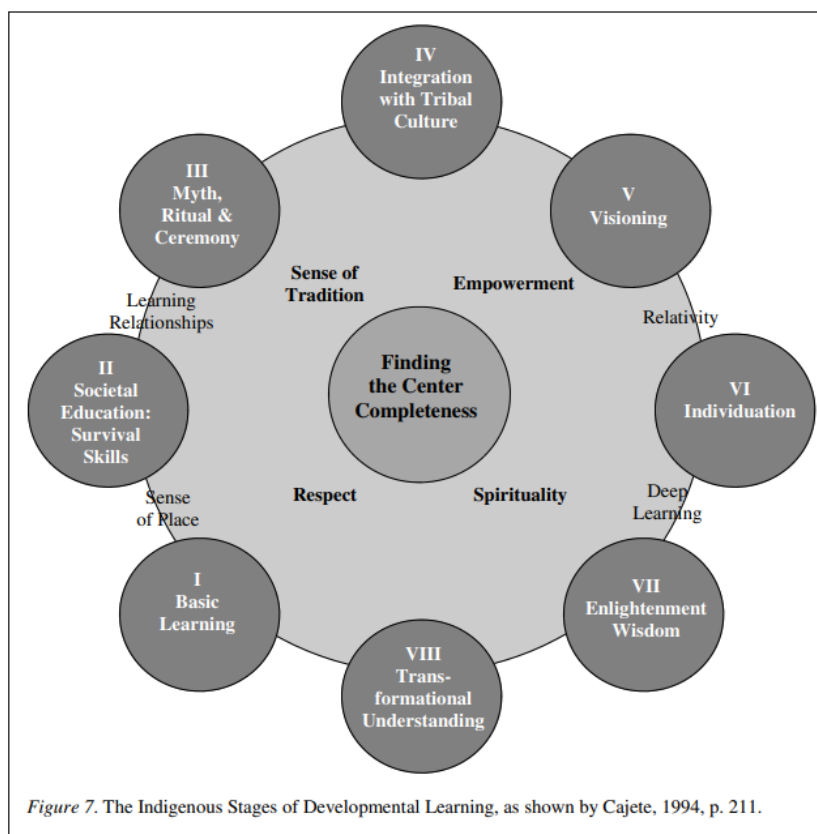 IV
Integration
with Tribal
Culture
III
Myth,
Ritual &
Ceremony
V
Visioning
Sense of
Tradition
Empowerment
Learning
Relationships
Relativity
II
Societal
Education:
Survival
Skills
Finding
the Center
Completeness
VI
Individuation
Sense
of Place
Respect
Spirituality
Deep
Learning
I
Basic
Learning
VII
Enlightenment
Wisdom
VIII
Trans-
formational
Understanding
Figure 7. The Indigenous Stages of Developmental Learning, as shown by Cajete, 1994, p. 211.